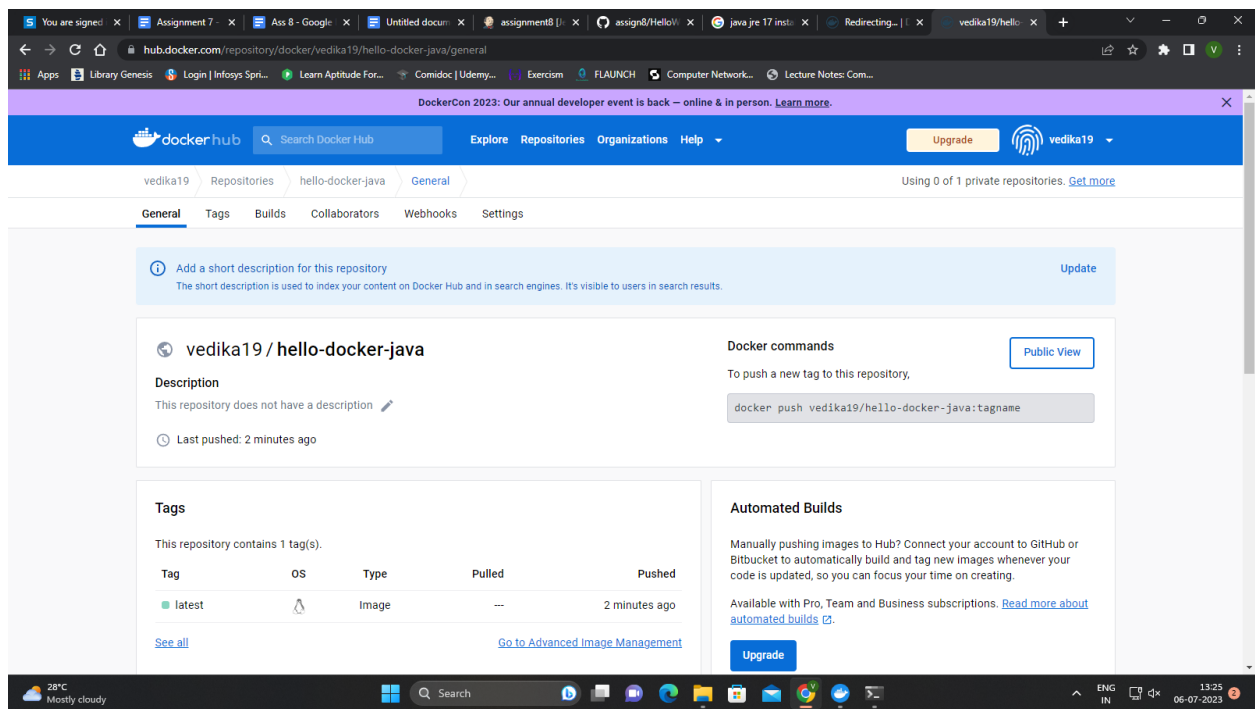 You are signed
Assignment 7 -
Ass 8 - Google
Untitled docum
assignment8 [J
assign8/HelloW
java jre 17 insta
Redirecting... |
vedika19/hello-
hub.docker.com/repository/docker/vedika19/hello-docker-java/general
Apps
Library Genesis
Login | Infosys Spri...
Learn Aptitude For...
Comidoc | Udemy...
Exercism
FLAUNCH
Computer Network...
Lecture Notes: Com...
DockerCon 2023: Our annual developer event is back — online & in person. Learn more.
dockerhub
Search Docker Hub
Explore Repositories Organizations Help
Upgrade
vedika19
vedika19 Repositories hello-docker-java General
Using 0 of 1 private repositories. Get more
General Tags Builds Collaborators Webhooks Settings
Add a short description for this repository
Update
The short description is used to index your content on Docker Hub and in search engines. It's visible to users in search results.
vedika19 / hello-docker-java
Description
This repository does not have a description
Last pushed: 2 minutes ago
Docker commands
Public View
To push a new tag to this repository,
docker push vedika19/hello-docker-java:tagname
Tags
This repository contains 1 tag(s).
Tag OS Type Pulled Pushed
latest Image --- 2 minutes ago
See all
Go to Advanced Image Management
Automated Builds
Manually pushing images to Hub? Connect your account to GitHub or
Bitbucket to automatically build and tag new images whenever your
code is updated, so you can focus your time on creating.
Available with Pro, Team and Business subscriptions. Read more about
automated builds
Upgrade
28°C
Mostly cloudy
Search
ENG
IN
13:25
06-07-2023
2